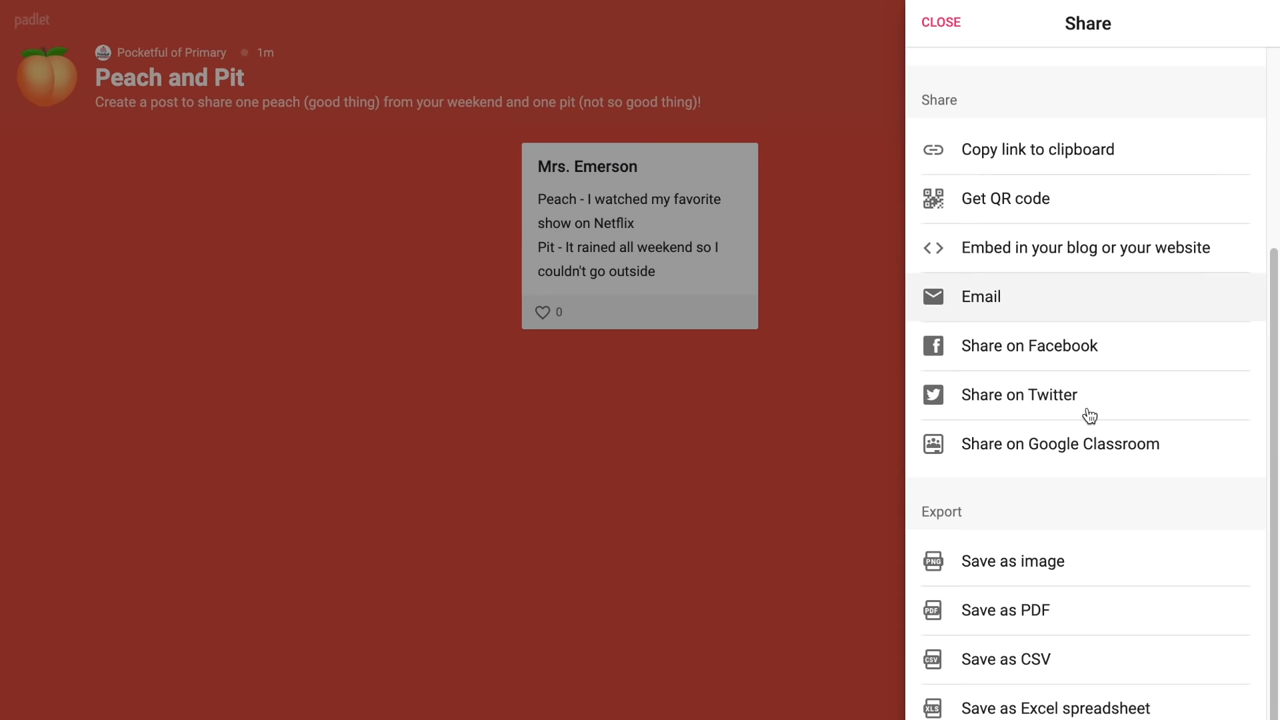 padlet
Pocketful of Primary 1m
Peach and Pit
Create a post to share one peach (good thing) from your weekend and one pit (not so good thing)!
Mrs. Emerson
Peach - I watched my favorite
show on Netflix
Pit - It rained all weekend so I
couldn't go outside
0
CLOSE
Share
Share
Copy link to clipboard
Get QR code
Embed in your blog or your website
Email
Share on Facebook
Share on Twitter
Share on Google Classroom
Export
PNG Save as image
PDF Save as PDF
CSV Save as CSV
XLS Save as Excel spreadsheet